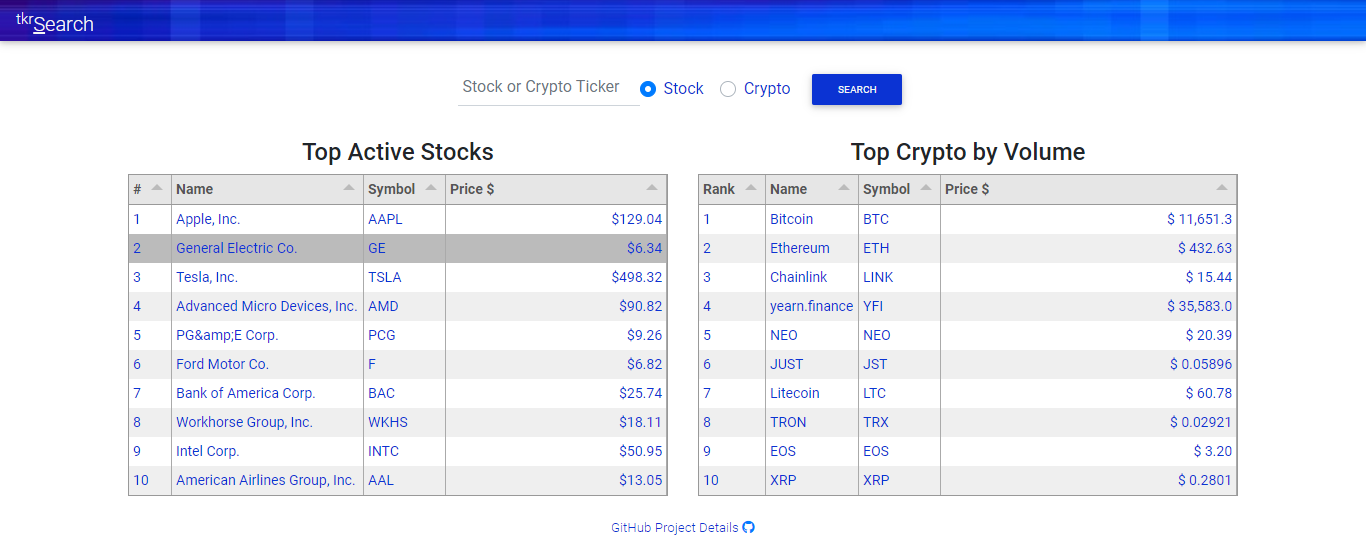 tkrSearch
Stock or Crypto Ticker Stock Crypto SEARCH
Top Active Stocks
# Name Symbol Price $
1 Apple, Inc. AAPL $129.04
2 General Electric Co. GE $6.34
3 Tesla, Inc. TSLA $498.32
4 Advanced Micro Devices, Inc. AMD $90.82
5 PG&amp;E Corp. PCG $9.26
6 Ford Motor Co. F $6.82
7 Bank of America Corp. BAC $25.74
8 Workhorse Group, Inc. WKHS $18.11
9 Intel Corp. INTC $50.95
10 American Airlines Group, Inc. AAL $13.05
Top Crypto by Volume
Rank Name Symbol Price $
1 Bitcoin BTC $ 11,651.3
2 Ethereum ETH $ 432.63
3 Chainlink LINK $ 15.44
4 yearn.finance YFI $ 35,583.0
5 NEO NEO $ 20.39
6 JUST JST $ 0.05896
7 Litecoin LTC $ 60.78
8 TRON TRX $ 0.02921
9 EOS EOS $ 3.20
10 XRP XRP $ 0.2801
GitHub Project Details